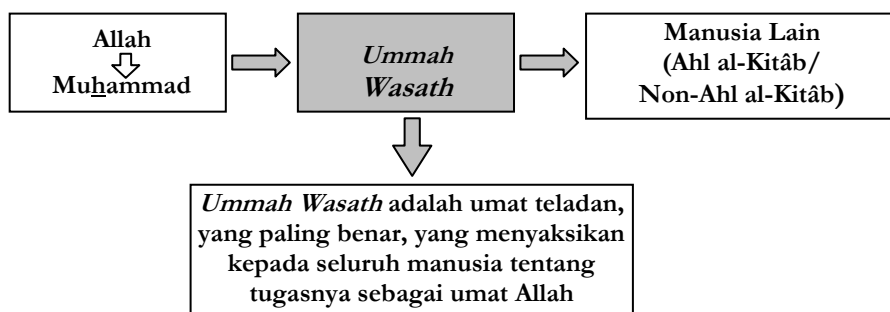 Allah
Muhammad
Ummah
Wasath
Manusia Lain
(Ahl al-Kitâb/
Non-Ahl al-Kitâb)
Ummah Wasath adalah umat teladan,
yang paling benar, yang menyaksikan
kepada seluruh manusia tentang
tugasnya sebagai umat Allah